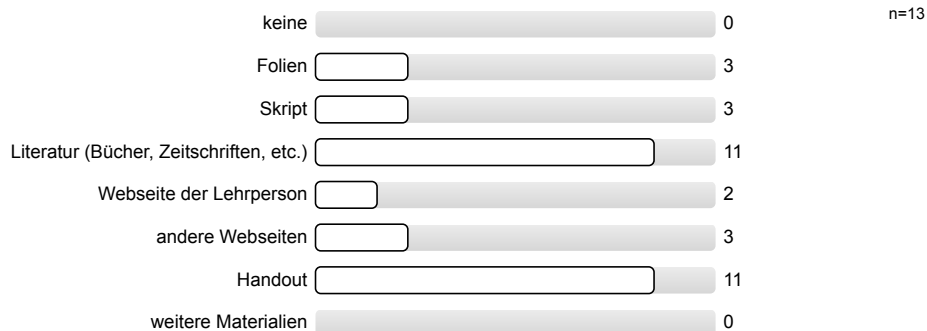 keine 0 n=13
Folien 3
Skript 3
Literatur (Bücher, Zeitschriften, etc.) 11
Webseite der Lehrperson 2
andere Webseiten 3
Handout 11
weitere Materialien 0